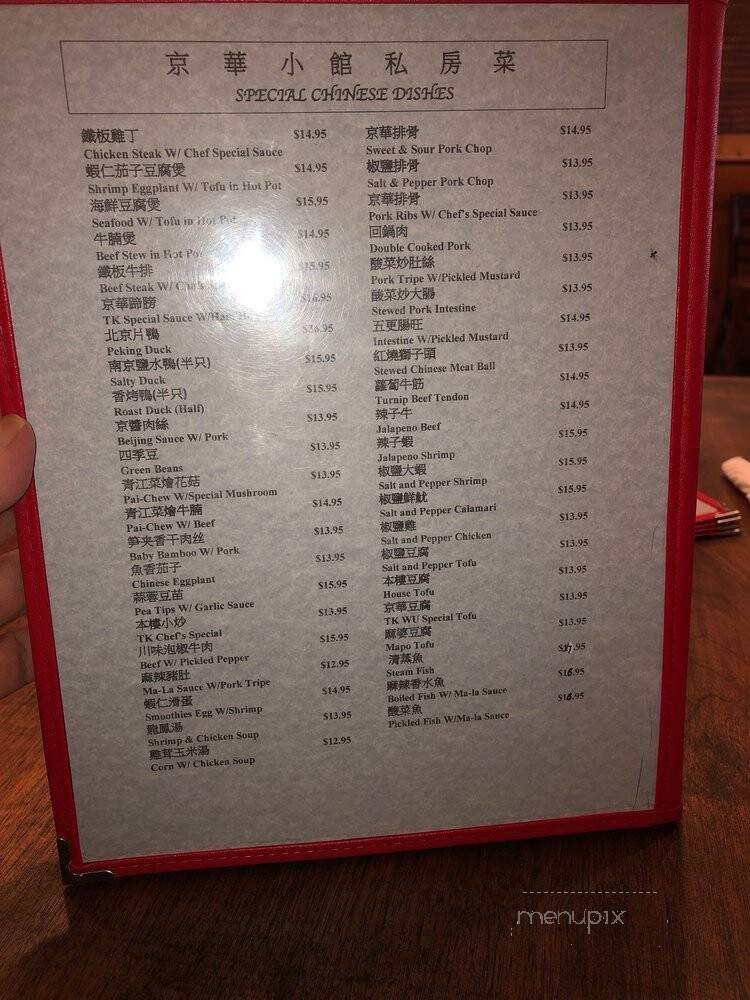 京華小館私房菜
SPECIAL CHINESE DISHES
鐵板雞丁 $14.95
Chicken Steak W/ Chef Special Sauce
蝦仁茄子豆腐煲 $14.95
Shrimp Eggplant W/ Tofu in Hot Pot
海鮮豆腐煲 $15.95
Seafood W/ Tofu in Hot Pot
牛腩煲 $14.95
Beef Stew in Hot Pot
鐵板牛排 $15.95
Beef Steak W/
京華蹄膀 $16.95
TK Special Sauce W/
北京片鴨 $36.95
Peking Duck
南京鹽水鴨(半只) $15.95
Salty Duck
香烤鴨(半只) $15.95
Roast Duck (Half)
京醬肉絲 $13.95
Beijing Sauce W/ Pork
四季豆 $13.95
Green Beans
青江菜燴花菇 $13.95
Pai-Chew W/Special Mushroom
青江菜燴牛腩 $14.95
Pai-Chew W/ Beef
笋夹香干肉丝 $13.95
Baby Bamboo W/ Pork
魚香茄子 $13.95
Chinese Eggplant
蒜蓉豆苗 $15.95
Pea Tips W/ Garlic Sauce
本樓小炒 $13.95
TK Chef's Special
川味泡椒牛肉 $15.95
Beef W/ Pickled Pepper
麻辣豬肚 $12.95
Ma-La Sauce W/Pork Tripe
蝦仁滑蛋 $14.95
Smoothies Egg W/Shrimp
龍鳳湯 $13.95
Shrimp & Chicken Soup
雞茸玉米湯 $12.95
Corn W/ Chicken Soup
京華排骨 $14.95
Sweet & Sour Pork Chop
椒鹽排骨 $13.95
Salt & Pepper Pork Chop
京華排骨 $13.95
Pork Ribs W/ Chef's Special Sauce
回鍋肉 $13.95
Double Cooked Pork
酸菜炒肚絲 $13.95
Pork Tripe W/Pickled Mustard
酸菜炒大腸 $13.95
Stewed Pork Intestine
五更腸旺 $14.95
Intestine W/Pickled Mustard
紅燒獅子頭 $13.95
Stewed Chinese Meat Ball
蘿蔔牛筋 $14.95
Turnip Beef Tendon
辣子牛 $14.95
Jalapeno Beef
辣子蝦 $15.95
Jalapeno Shrimp
椒鹽大蝦 $15.95
Salt and Pepper Shrimp
椒鹽鮮魷 $15.95
Salt and Pepper Calamari
椒鹽雞 $13.95
Salt and Pepper Chicken
椒鹽豆腐 $13.95
Salt and Pepper Tofu
本樓豆腐 $13.95
House Tofu
京華豆腐 $13.95
TK WU Special Tofu
麻婆豆腐 $13.95
Mapo Tofu
清蒸魚
Steam Fish
麻辣香水魚 $16.95
Boiled Fish W/ Ma-la Sauce
酸菜魚 $16.95
Pickled Fish W/Ma-la Sauce
menupix